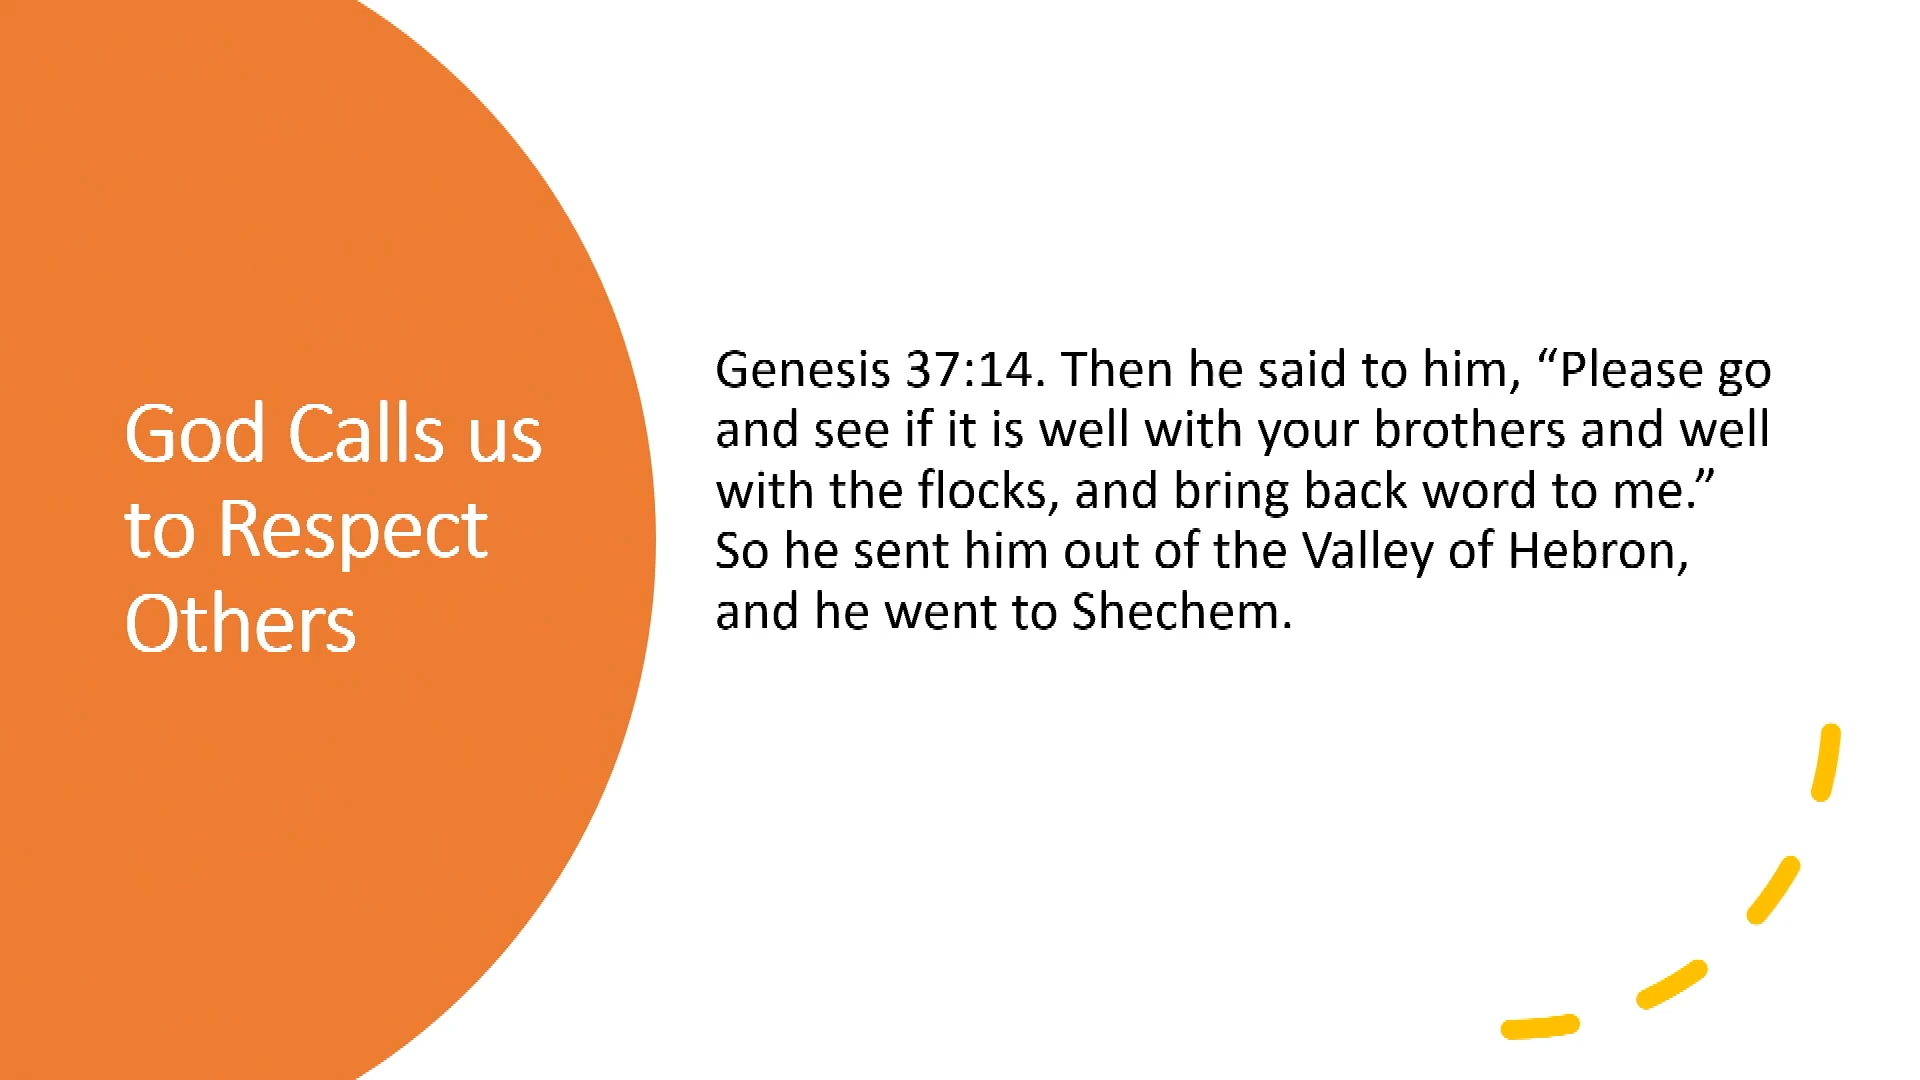 God Calls us
to Respect
Others
Genesis 37:14. Then he said to him, “Please go
and see if it is well with your brothers and well
with the flocks, and bring back word to me.”
So he sent him out of the Valley of Hebron,
and he went to Shechem.